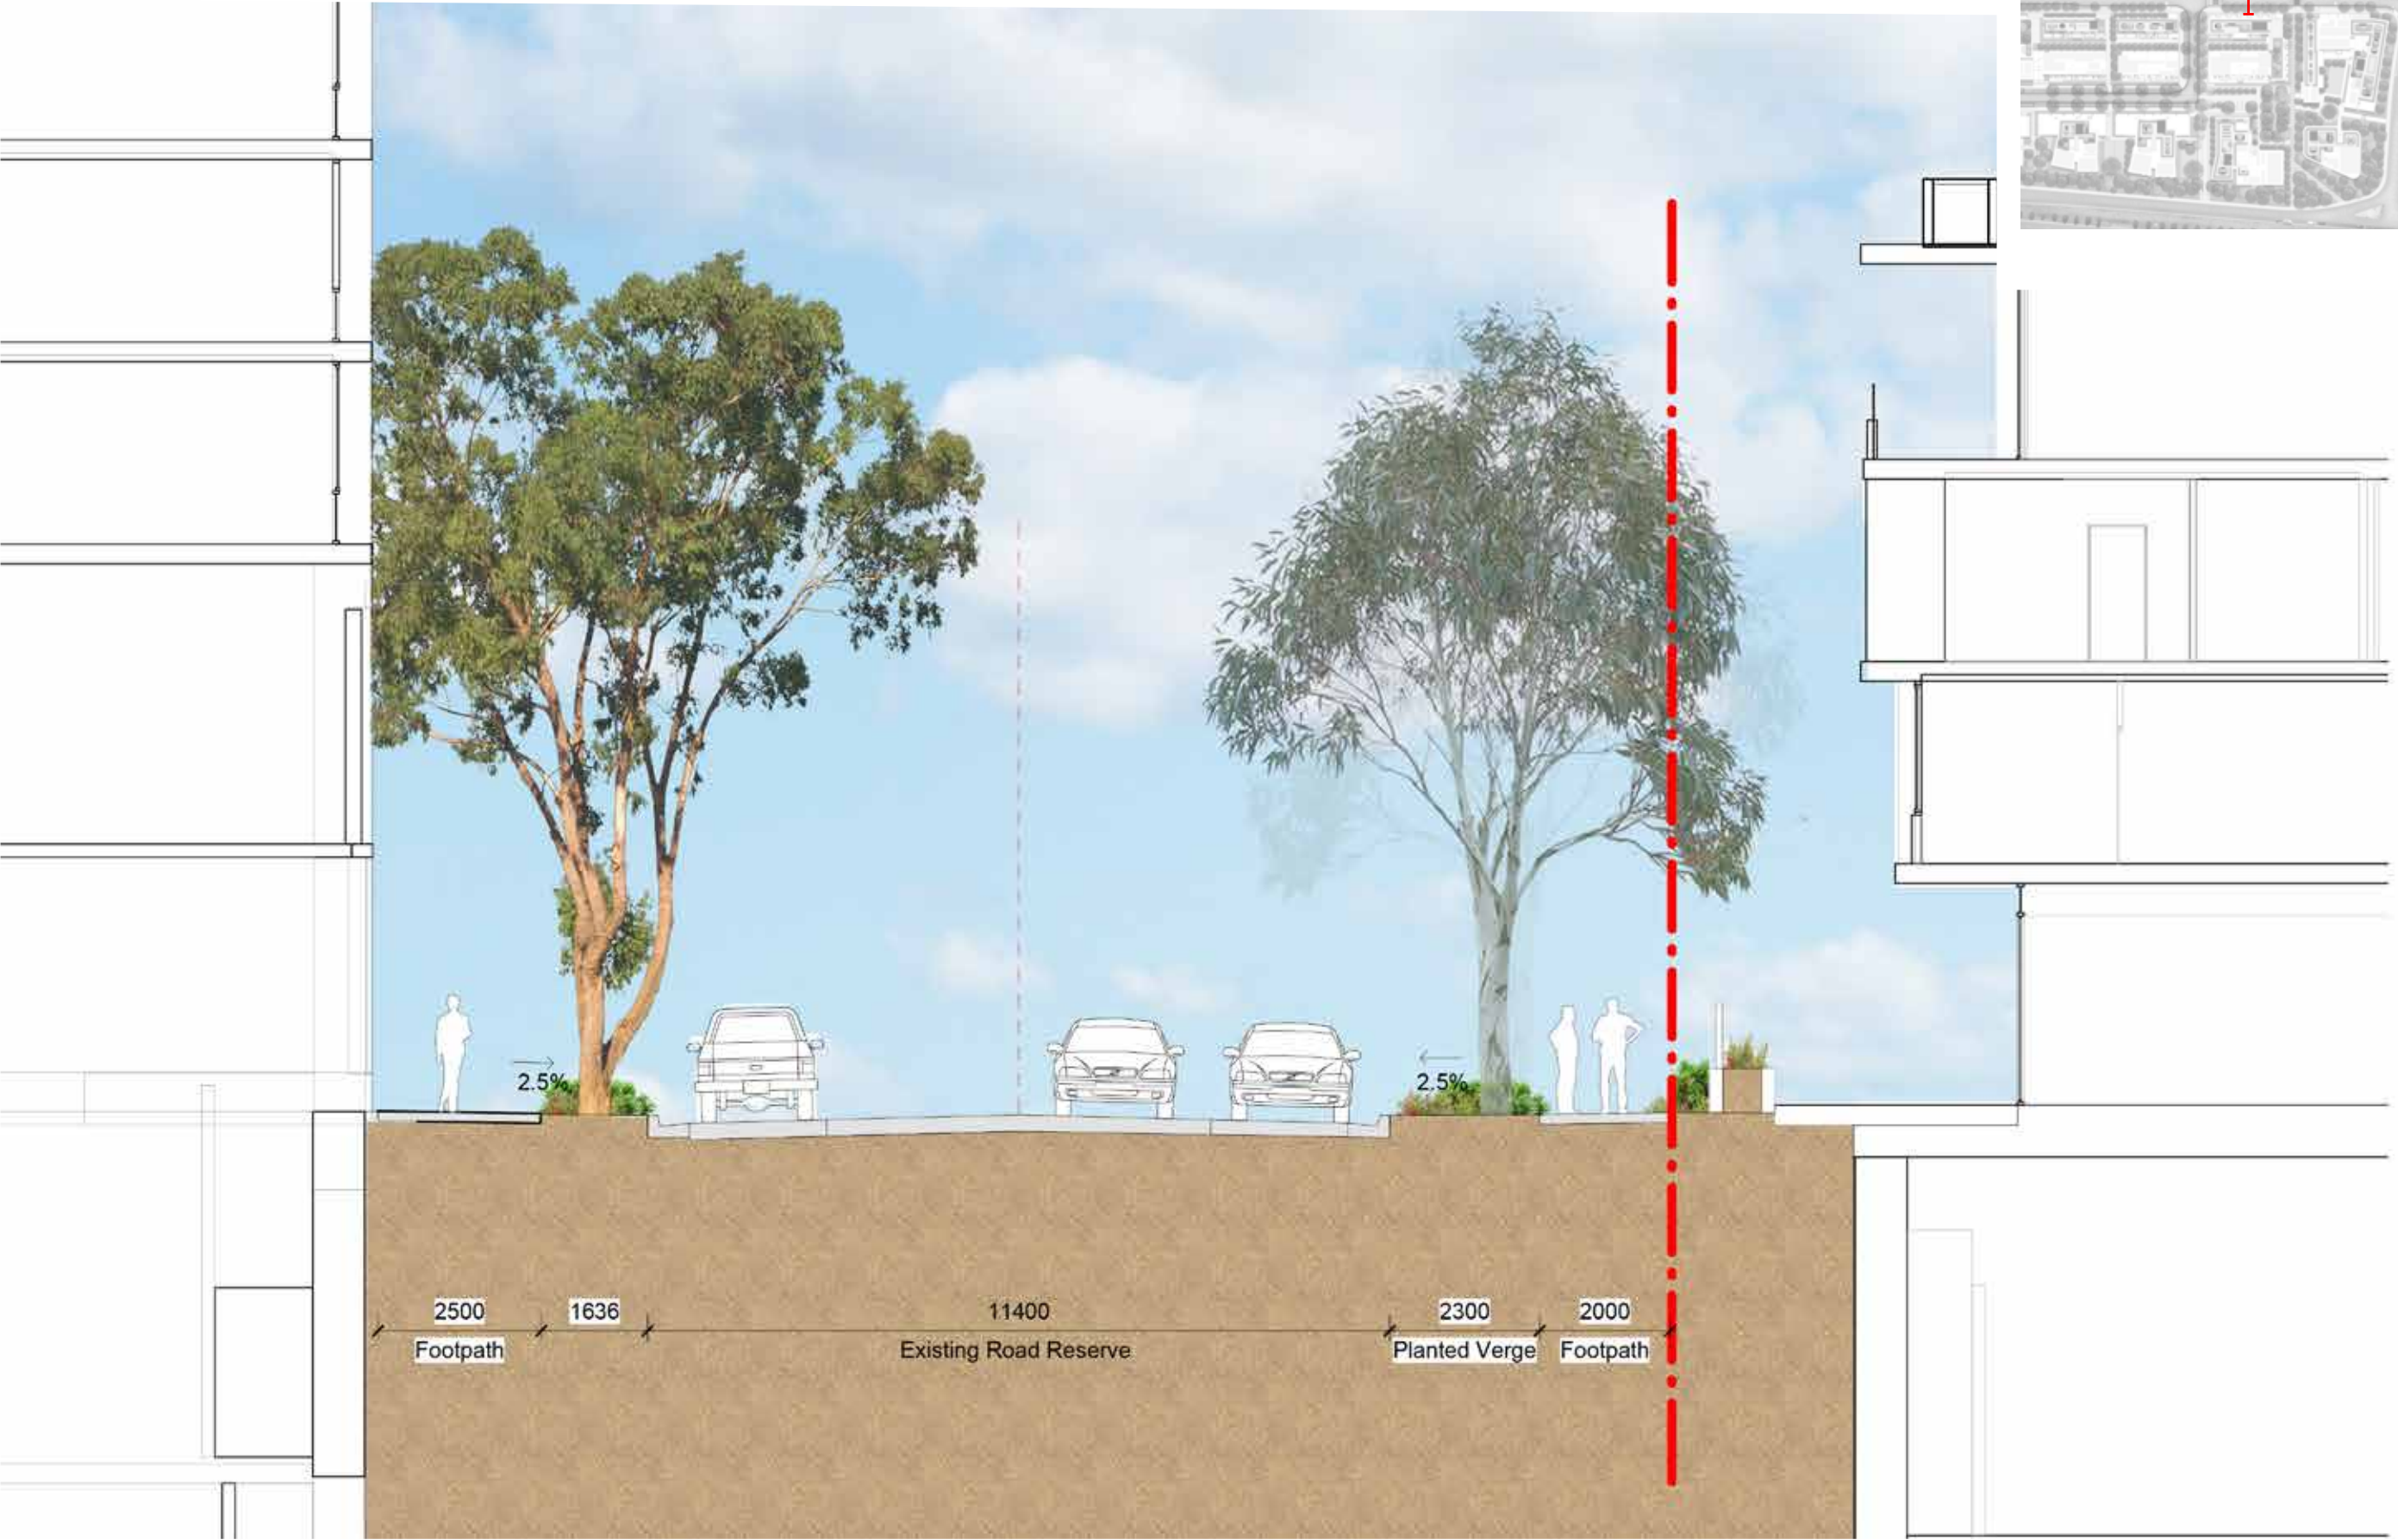 2.5%
2.5%
2500
1636
11400
2300
2000
Footpath
Existing Road Reserve
Planted Verge
Footpath